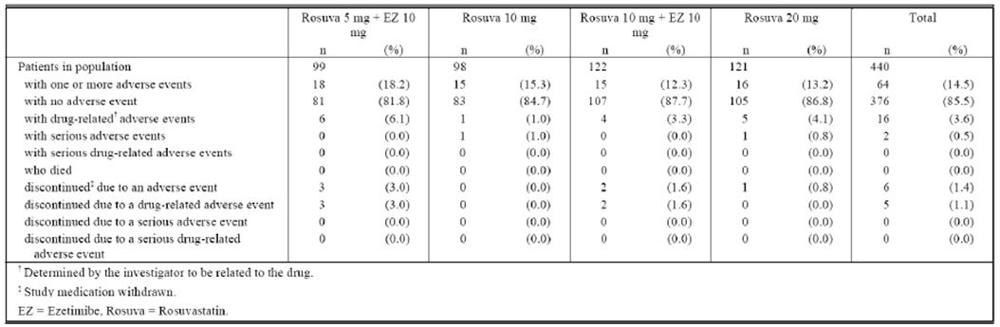 Rosuva 5 mg + EZ 10 mg Rosuva 10 mg Rosuva 10 mg + EZ 10 mg Rosuva 20 mg Total
n (%) n (%) n (%) n (%) n (%)
Patients in population 99 98 122 121 440
with one or more adverse events 18 (18.2) 15 (15.3) 15 (12.3) 16 (13.2) 64 (14.5)
with no adverse event 81 (81.8) 83 (84.7) 107 (87.7) 105 (86.8) 376 (85.5)
with drug-related† adverse events 6 (6.1) 1 (1.0) 4 (3.3) 5 (4.1) 16 (3.6)
with serious adverse events 0 (0.0) 1 (1.0) 0 (0.0) 1 (0.8) 2 (0.5)
with serious drug-related adverse events 0 (0.0) 0 (0.0) 0 (0.0) 0 (0.0) 0 (0.0)
who died 0 (0.0) 0 (0.0) 0 (0.0) 0 (0.0) 0 (0.0)
discontinued‡ due to an adverse event 3 (3.0) 0 (0.0) 2 (1.6) 1 (0.8) 6 (1.4)
discontinued due to a drug-related adverse event 3 (3.0) 0 (0.0) 2 (1.6) 0 (0.0) 5 (1.1)
discontinued due to a serious adverse event 0 (0.0) 0 (0.0) 0 (0.0) 0 (0.0) 0 (0.0)
discontinued due to a serious drug-related 0 (0.0) 0 (0.0) 0 (0.0) 0 (0.0) 0 (0.0)
adverse event
† Determined by the investigator to be related to the drug.
‡ Study medication withdrawn.
EZ = Ezetimibe, Rosuva = Rosuvastatin.